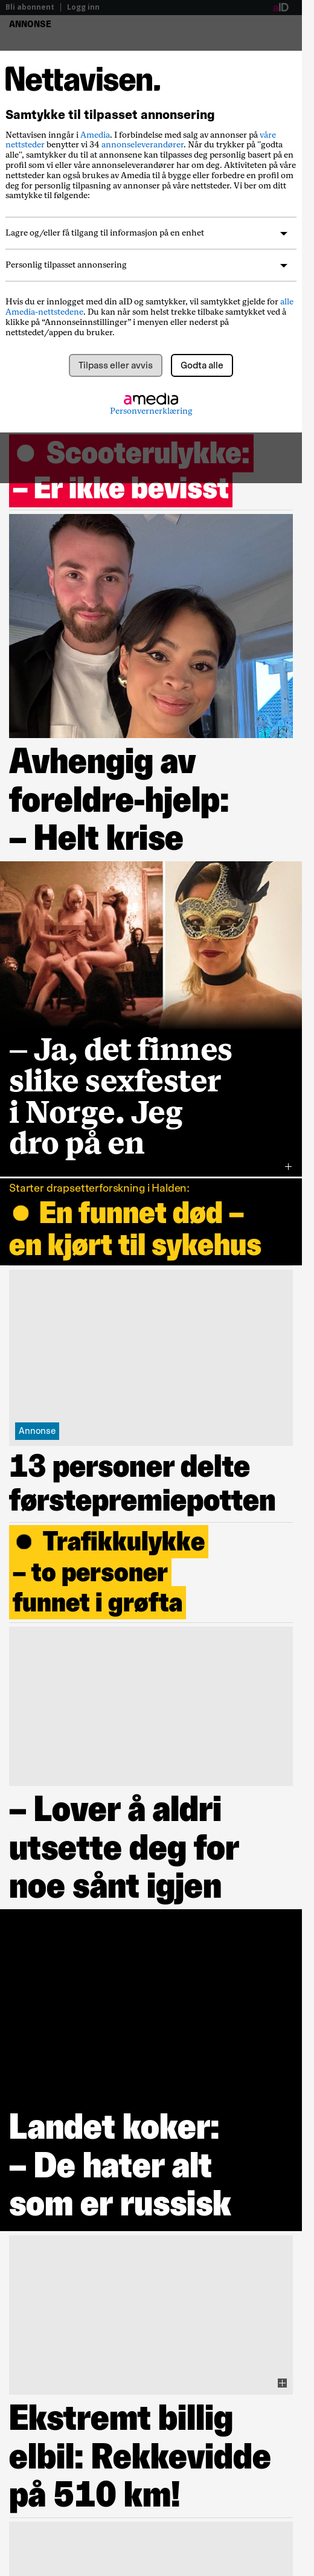 Bli abonnent | Logg inn
aID
ANNONSE
Nettavisen.
Samtykke til tilpasset annonsering
Nettavisen inngår i Amedia. I forbindelse med salg av annonser på våre
nettsteder benytter vi 34 annonseleverandører. Når du trykker på "godta
alle", samtykker du til at annonsene kan tilpasses deg personlig basert på en
profil som vi eller våre annonseleverandører har om deg. Aktiviteten på våre
nettsteder kan også brukes av Amedia til å bygge eller forbedre en profil om
deg for personlig tilpasning av annonser på våre nettsteder. Vi ber om ditt
samtykke til følgende:
Lagre og/eller få tilgang til informasjon på en enhet
Personlig tilpasset annonsering
Hvis du er innlogget med din aID og samtykker, vil samtykket gjelde for alle
Amedia-nettstedene. Du kan når som helst trekke tilbake samtykket ved å
klikke på “Annonseinnstillinger” i menyen eller nederst på
nettstedet/appen du besøker.
Tilpass eller avvis
Godta alle
amedia
Personvernerklæring
● Scooterulykke:
– Er ikke bevisst
Avhengig av
foreldre-hjelp:
– Helt krise
– Ja, det finnes
slike sexfester
i Norge. Jeg
dro på en
Starter drapsetterforskning i Halden:
● En funnet død –
en kjørt til sykehus
Annonse
13 personer delte
førstepremiepotten
● Trafikkulykke
– to personer
funnet i grøfta
– Lover å aldri
utsette deg for
noe sånt igjen
Landet koker:
– De hater alt
som er russisk
Ekstremt billig
elbil: Rekkevidde
på 510 km!